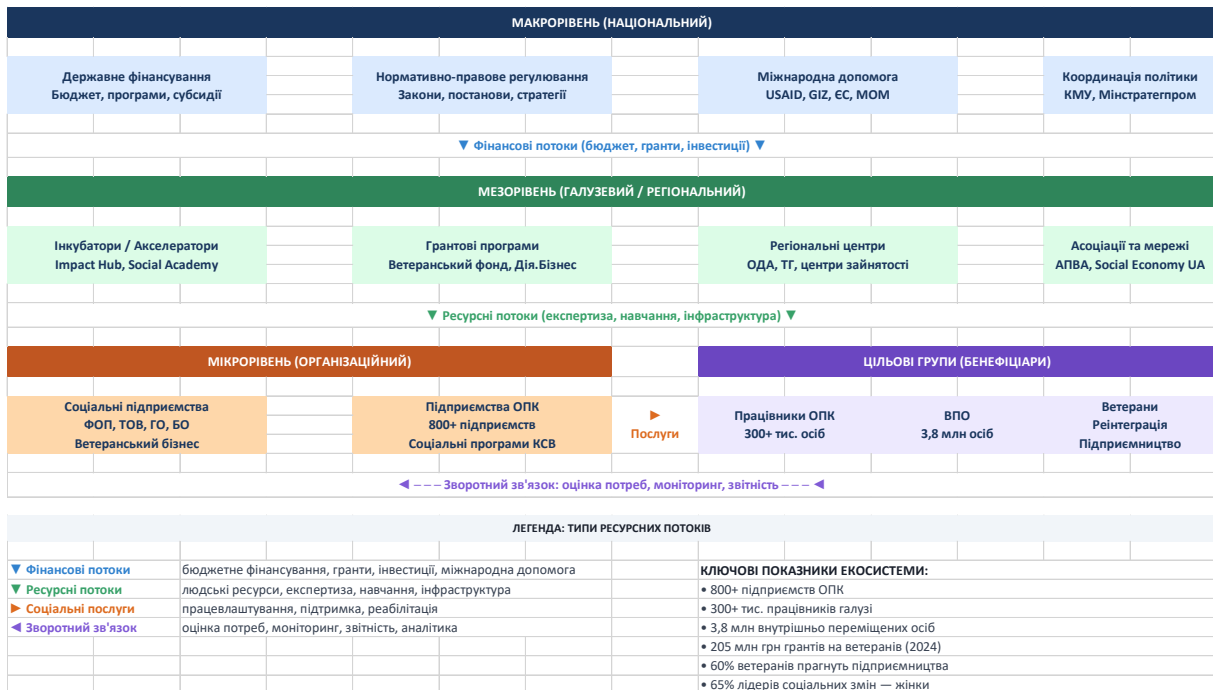 МАКРОРІВЕНЬ (НАЦІОНАЛЬНИЙ)
Державне фінансування
Бюджет, програми, субсидії
Нормативно-правове регулювання
Закони, постанови, стратегії
Міжнародна допомога
USAID, GIZ, ЄС, МОМ
Координація політики
КМУ, Мінстратегпром
▼ Фінансові потоки (бюджет, гранти, інвестиції) ▼
МЕЗОРІВЕНЬ (ГАЛУЗЕВИЙ / РЕГІОНАЛЬНИЙ)
Інкубатори / Акселератори
Impact Hub, Social Academy
Грантові програми
Ветеранський фонд, Дія.Бізнес
Регіональні центри
ОДА, ТГ, центри зайнятості
Асоціації та мережі
АПВА, Social Economy UA
▼ Ресурсні потоки (експертиза, навчання, інфраструктура) ▼
МІКРОРІВЕНЬ (ОРГАНІЗАЦІЙНИЙ)
ЦІЛЬОВІ ГРУПИ (БЕНЕФІЦІАРИ)
Соціальні підприємства
ФОП, ТОВ, ГО, БО
Ветеранський бізнес
Підприємства ОПК
800+ підприємств
Соціальні програми КСВ
►
Послуги
Працівники ОПК
300+ тис. осіб
ВПО
3,8 млн осіб
Ветерани
Реінтеграція
Підприємництво
◄ – – – Зворотний зв'язок: оцінка потреб, моніторинг, звітність – – – ◄
ЛЕГЕНДА: ТИПИ РЕСУРСНИХ ПОТОКІВ
▼ Фінансові потоки бюджетне фінансування, гранти, інвестиції, міжнародна допомога
▼ Ресурсні потоки людські ресурси, експертиза, навчання, інфраструктура
► Соціальні послуги працевлаштування, підтримка, реабілітація
◄ Зворотний зв'язок оцінка потреб, моніторинг, звітність, аналітика
КЛЮЧОВІ ПОКАЗНИКИ ЕКОСИСТЕМИ:
• 800+ підприємств ОПК
• 300+ тис. працівників галузі
• 3,8 млн внутрішньо переміщених осіб
• 205 млн грн грантів на ветеранів (2024)
• 60% ветеранів прагнуть підприємництва
• 65% лідерів соціальних змін — жінки